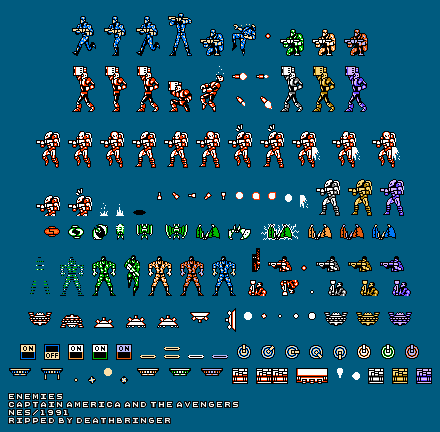 ON
OFF
ON
ON
ON
ENEMIES
CAPTAIN AMERICA AND THE AVENGERS
NES/1991
RIPPED BY DEATHBRINGER